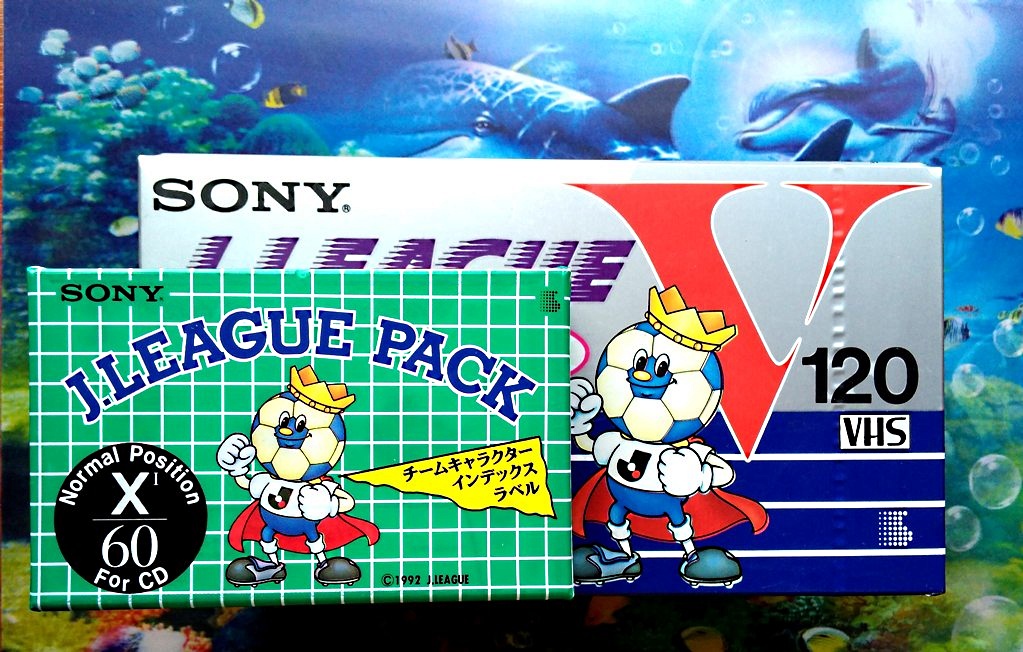 SONY®
J.LEAGUE
V
120
VHS
SONY.
J.LEAGUE PACK
チームキャラクター
インデックス
ラベル
Normal Position
X I
60
For CD
©1992 J.LEAGUE